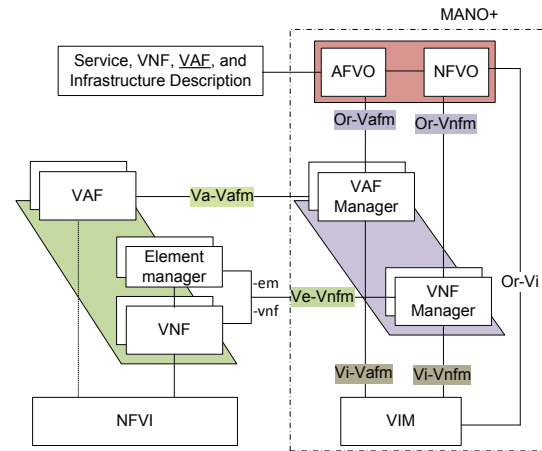 MANO+
Service, VNF, VAF, and
Infrastructure Description
AFVO
NFVO
Or-Vafm
Or-Vnfm
VAF
Va-Vafm
VAF
Manager
Element
manager
-em
-vnf
Ve-Vnfm
VNF
Manager
Or-Vi
VNF
Vi-Vafm
Vi-Vnfm
NFVI
VIM